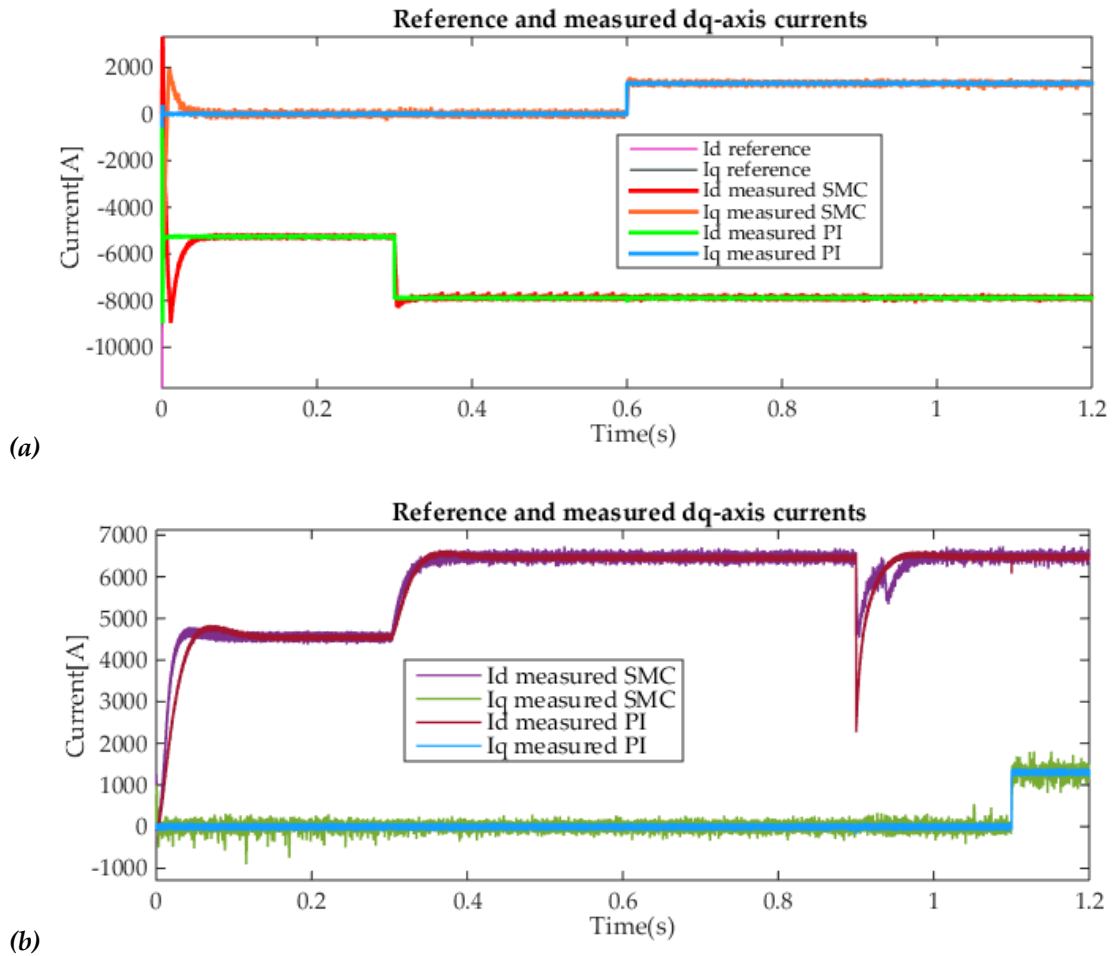 Reference and measured dq-axis currents
2000
0
-2000
-4000
-6000
-8000
-10000
Current[A]
Id reference
Iq reference
Id measured SMC
Iq measured SMC
Id measured PI
Iq measured PI
0 0.2 0.4 0.6 0.8 1 1.2
Time(s)
(a)
Reference and measured dq-axis currents
7000
6000
5000
4000
3000
2000
1000
0
-1000
Current[A]
Id measured SMC
Iq measured SMC
Id measured PI
Iq measured PI
0 0.2 0.4 0.6 0.8 1 1.2
Time(s)
(b)